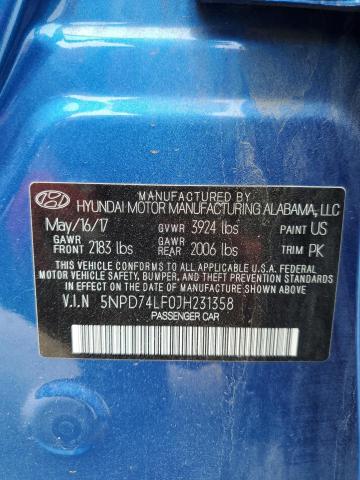 MANUFACTURED BY
HYUNDAI MOTOR MANUFACTURING ALABAMA, LLC
May/16/17 GVWR 3924 lbs PAINT US
GAWR GAWR
FRONT 2183 lbs REAR 2006 lbs TRIM PK
THIS VEHICLE CONFORMS TO ALL APPLICABLE
FEDERAL MOTOR VEHICLE SAFETY, BUMPER, AND
THEFT PREVENTION STANDARDS IN EFFECT ON THE
DATE OF MANUFACTURE SHOWN ABOVE.
V.I.N 5NPD74LF0JH231358
PASSENGER CAR